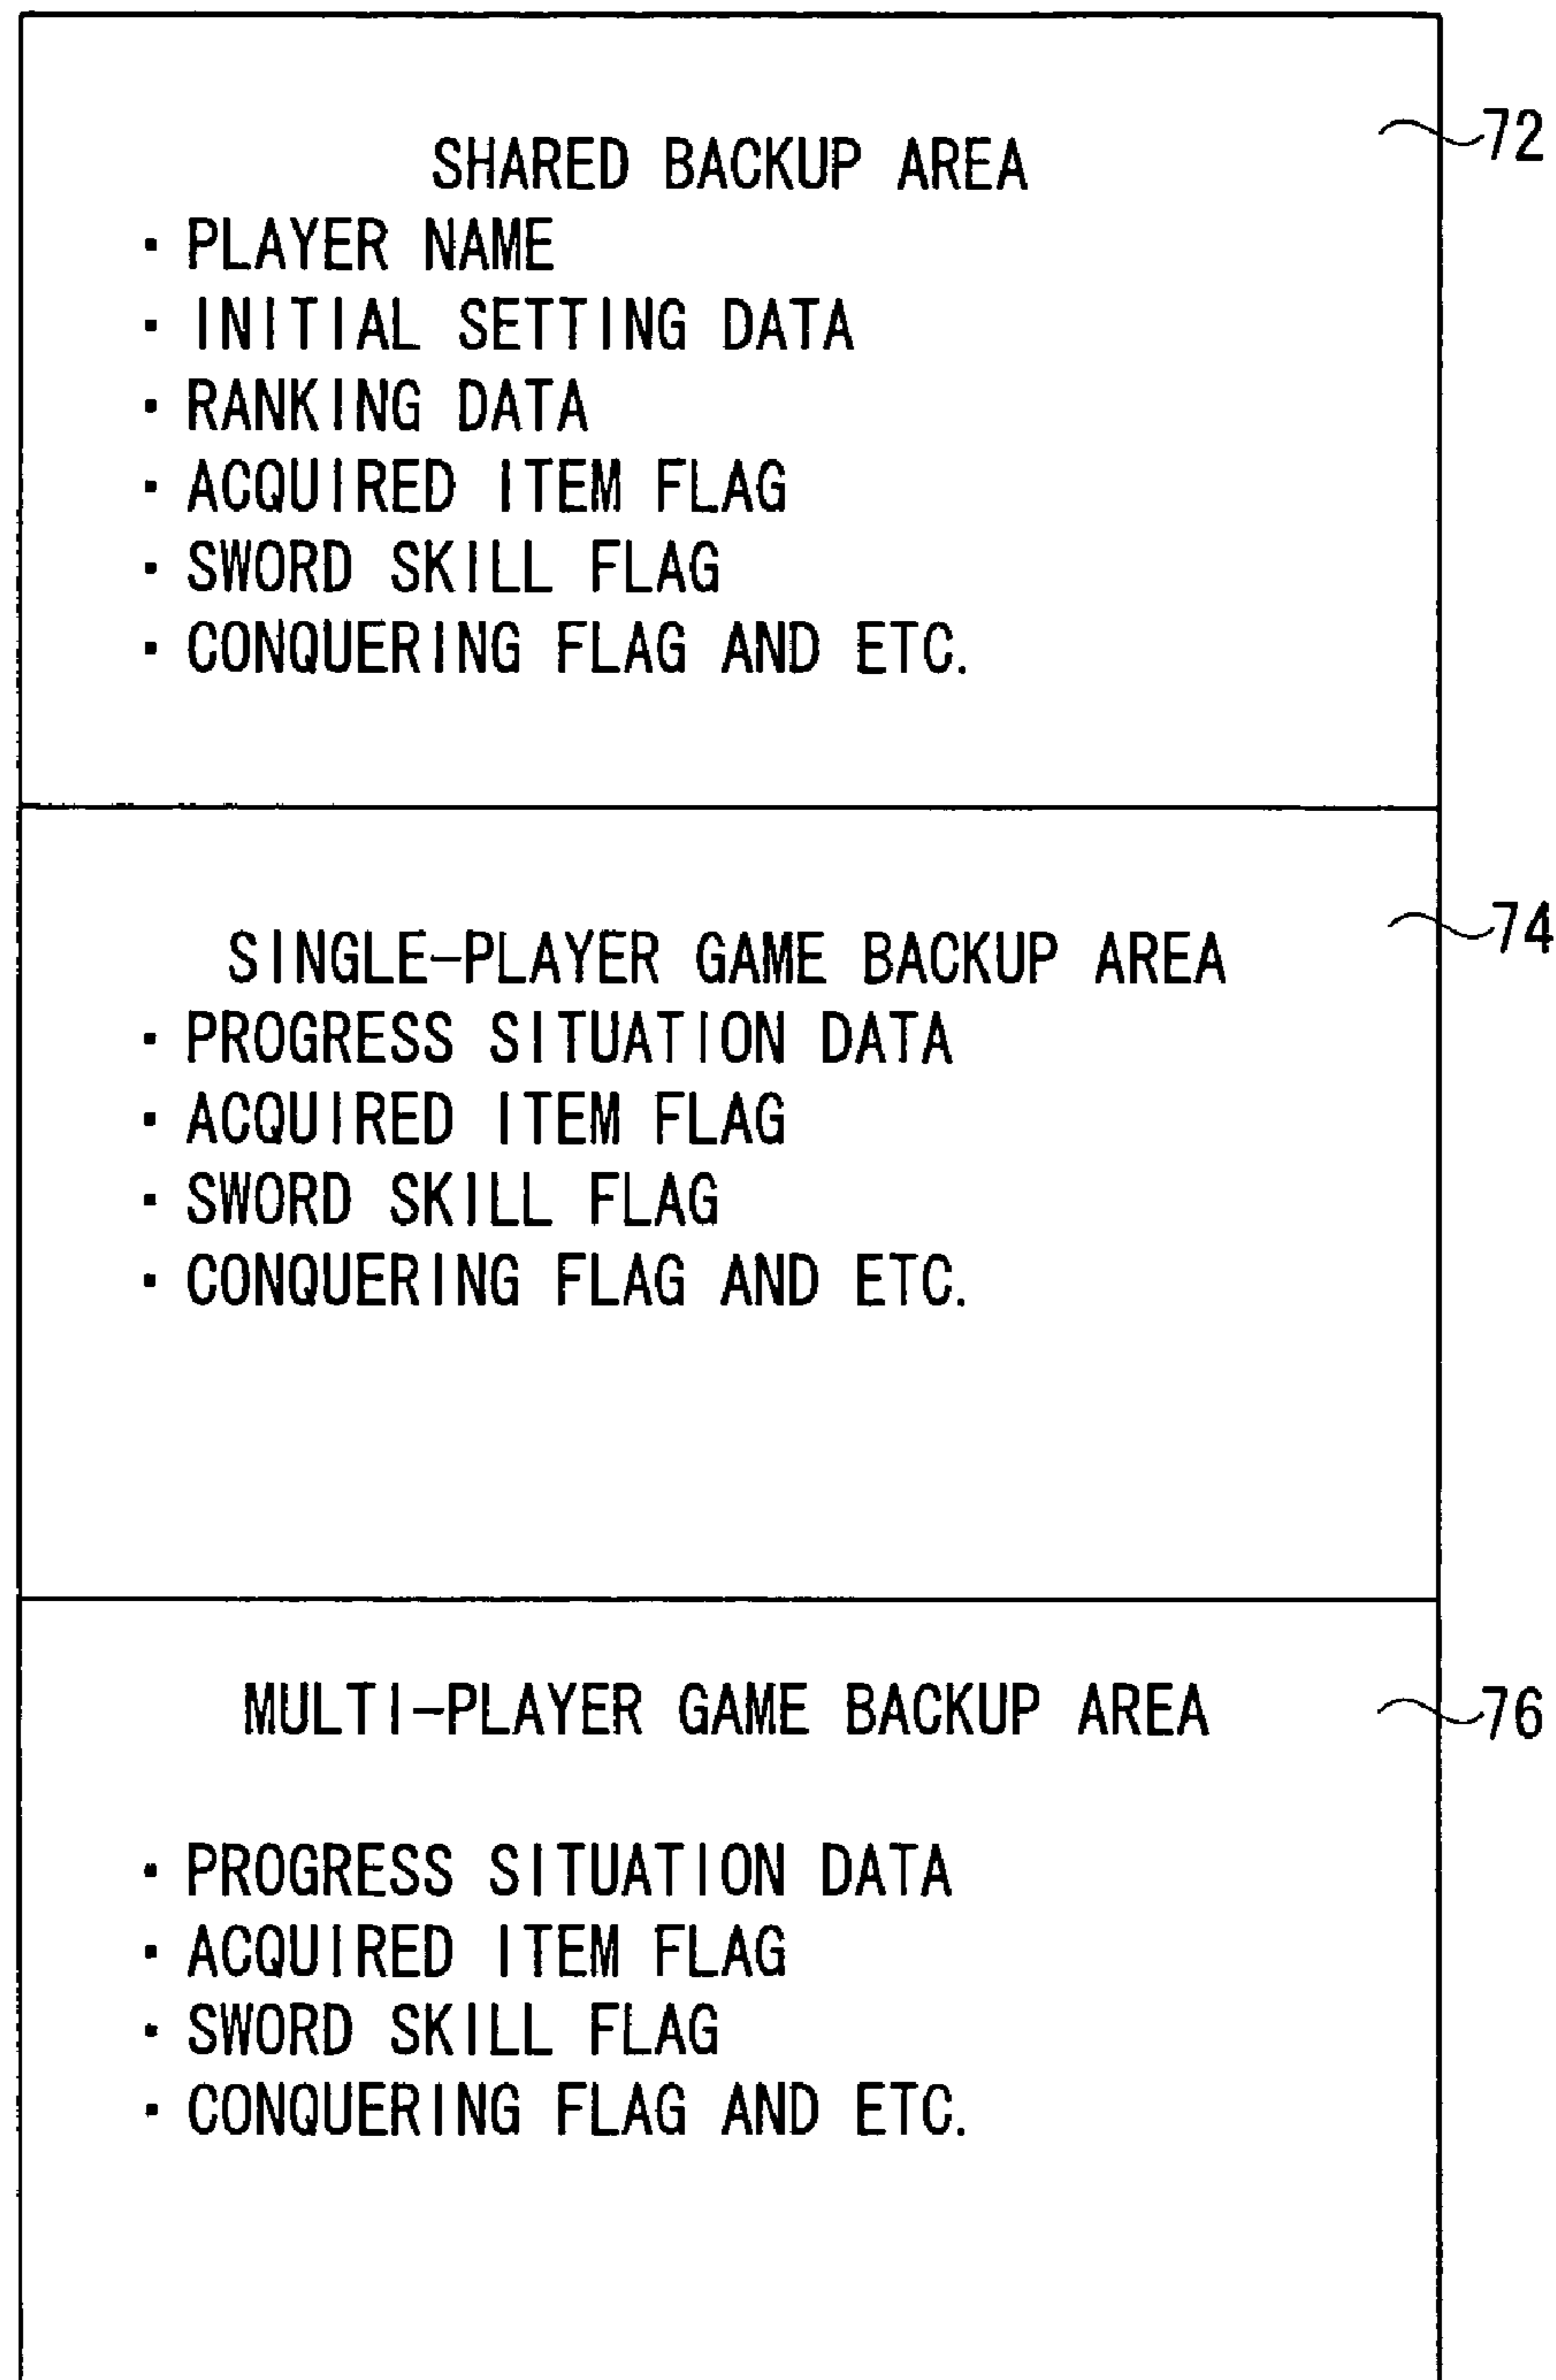 SHARED BACKUP AREA 72
・PLAYER NAME
・INITIAL SETTING DATA
・RANKING DATA
・ACQUIRED ITEM FLAG
・SWORD SKILL FLAG
・CONQUERING FLAG AND ETC.
SINGLE-PLAYER GAME BACKUP AREA 74
・PROGRESS SITUATION DATA
・ACQUIRED ITEM FLAG
・SWORD SKILL FLAG
・CONQUERING FLAG AND ETC.
MULTI-PLAYER GAME BACKUP AREA 76
・PROGRESS SITUATION DATA
・ACQUIRED ITEM FLAG
・SWORD SKILL FLAG
・CONQUERING FLAG AND ETC.